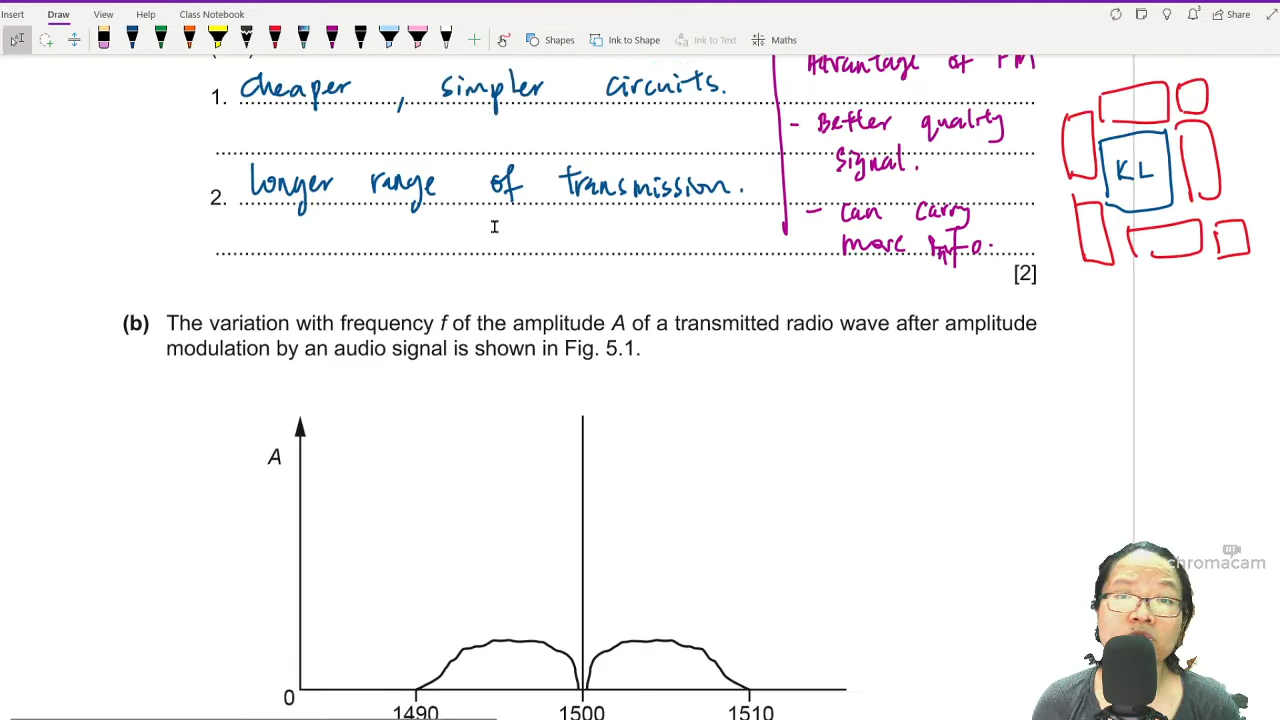 Insert Draw View Help Class Notebook
Share
Shapes Ink to Shape Ink to Text Maths
Advantage of FM
1. cheaper, simpler circuits.
- Better quality
signal.
KL
2. longer range of transmission.
- Can carry
more info.
[2]
(b) The variation with frequency f of the amplitude A of a transmitted radio wave after amplitude
modulation by an audio signal is shown in Fig. 5.1.
A
chromacam
0
1490 1500 1510